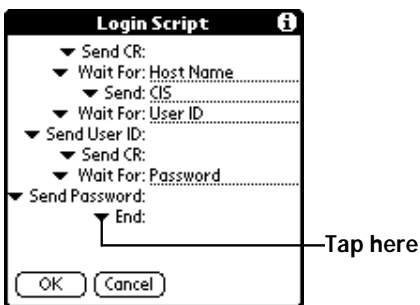 Login Script i
Send CR:
Wait For: Host Name
Send: CIS
Wait For: User ID
Send User ID:
Send CR:
Wait For: Password
Send Password:
End:
Tap here
OK Cancel